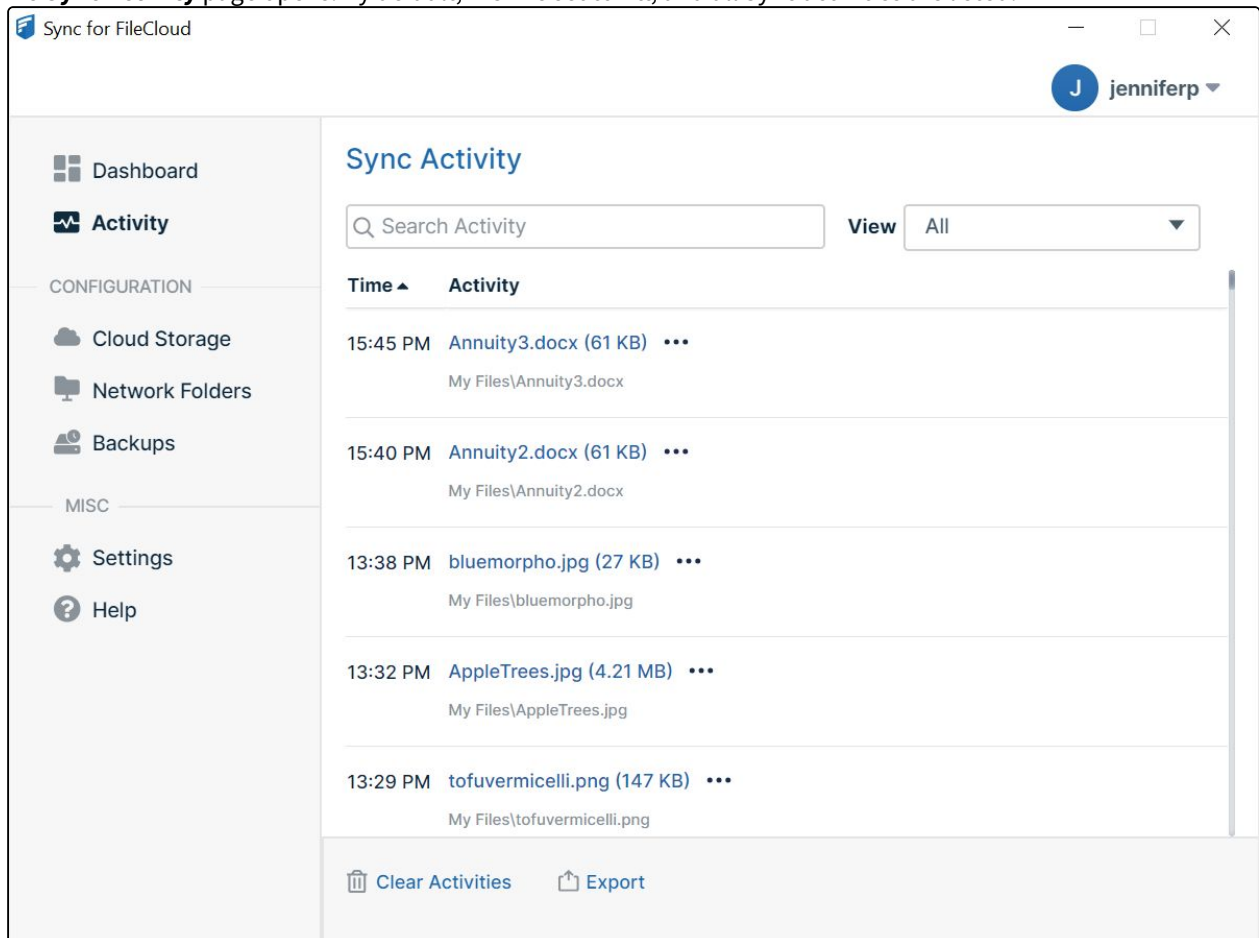 Sync for FileCloud
J jenniferp
Dashboard
Activity
CONFIGURATION
Cloud Storage
Network Folders
Backups
MISC
Settings
Help
Sync Activity
Search Activity
View All
Time Activity
15:45 PM Annuity3.docx (61 KB) •••
My Files\Annuity3.docx
15:40 PM Annuity2.docx (61 KB) •••
My Files\Annuity2.docx
13:38 PM bluemorpho.jpg (27 KB) •••
My Files\bluemorpho.jpg
13:32 PM AppleTrees.jpg (4.21 MB) •••
My Files\AppleTrees.jpg
13:29 PM tofuvermicelli.png (147 KB) •••
My Files\tofuvermicelli.png
Clear Activities Export